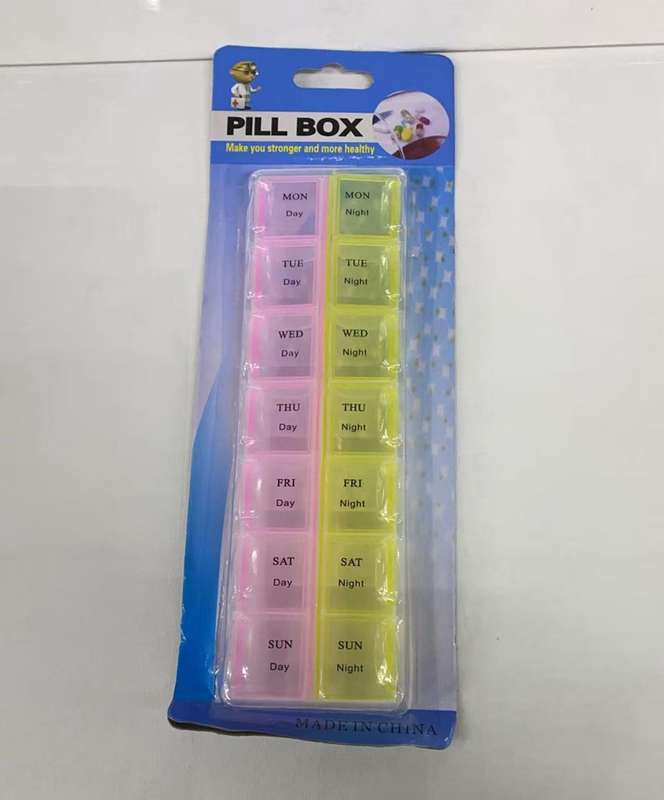 PILL BOX
Make you stronger and more healthy
MON
Day
MON
Night
TUE
Day
TUE
Night
WED
Day
WED
Night
THU
Day
THU
Night
FRI
Day
FRI
Night
SAT
Day
SAT
Night
SUN
Day
SUN
Night
MADE IN CHINA